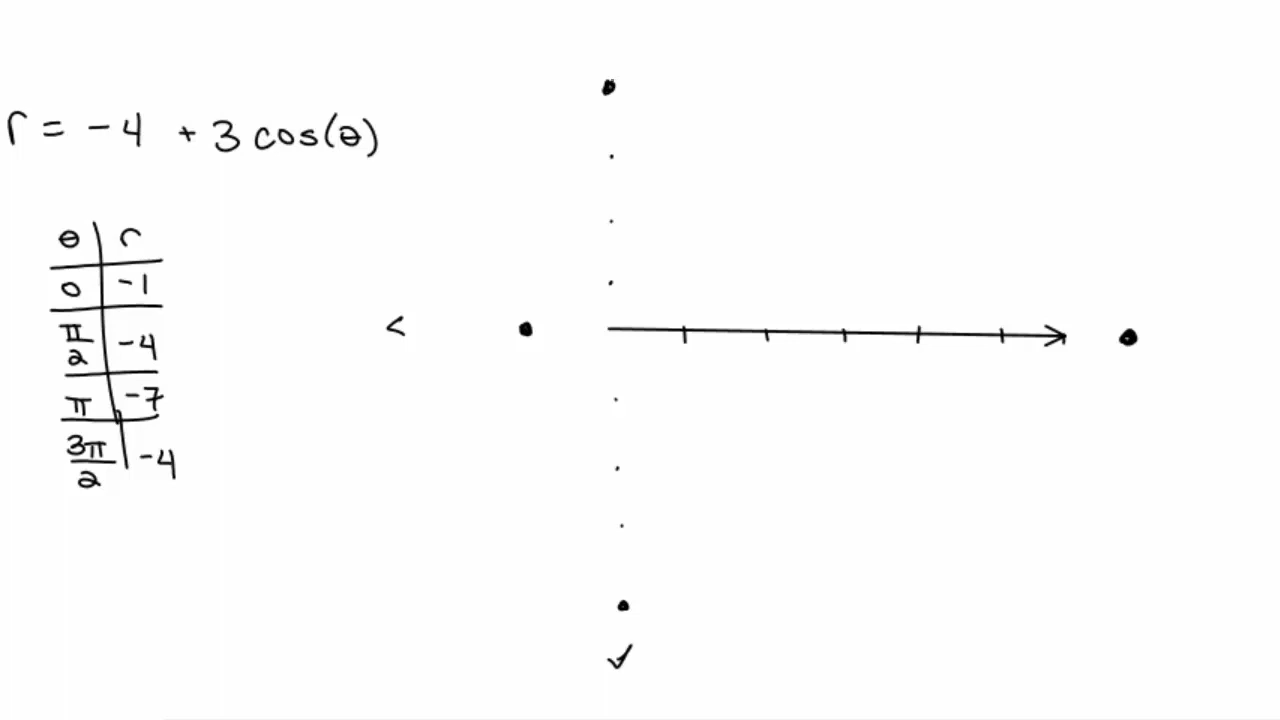 r = -4 + 3 cos(θ)
θ r
0 -1
π/2 -4
π -7
3π/2 -4